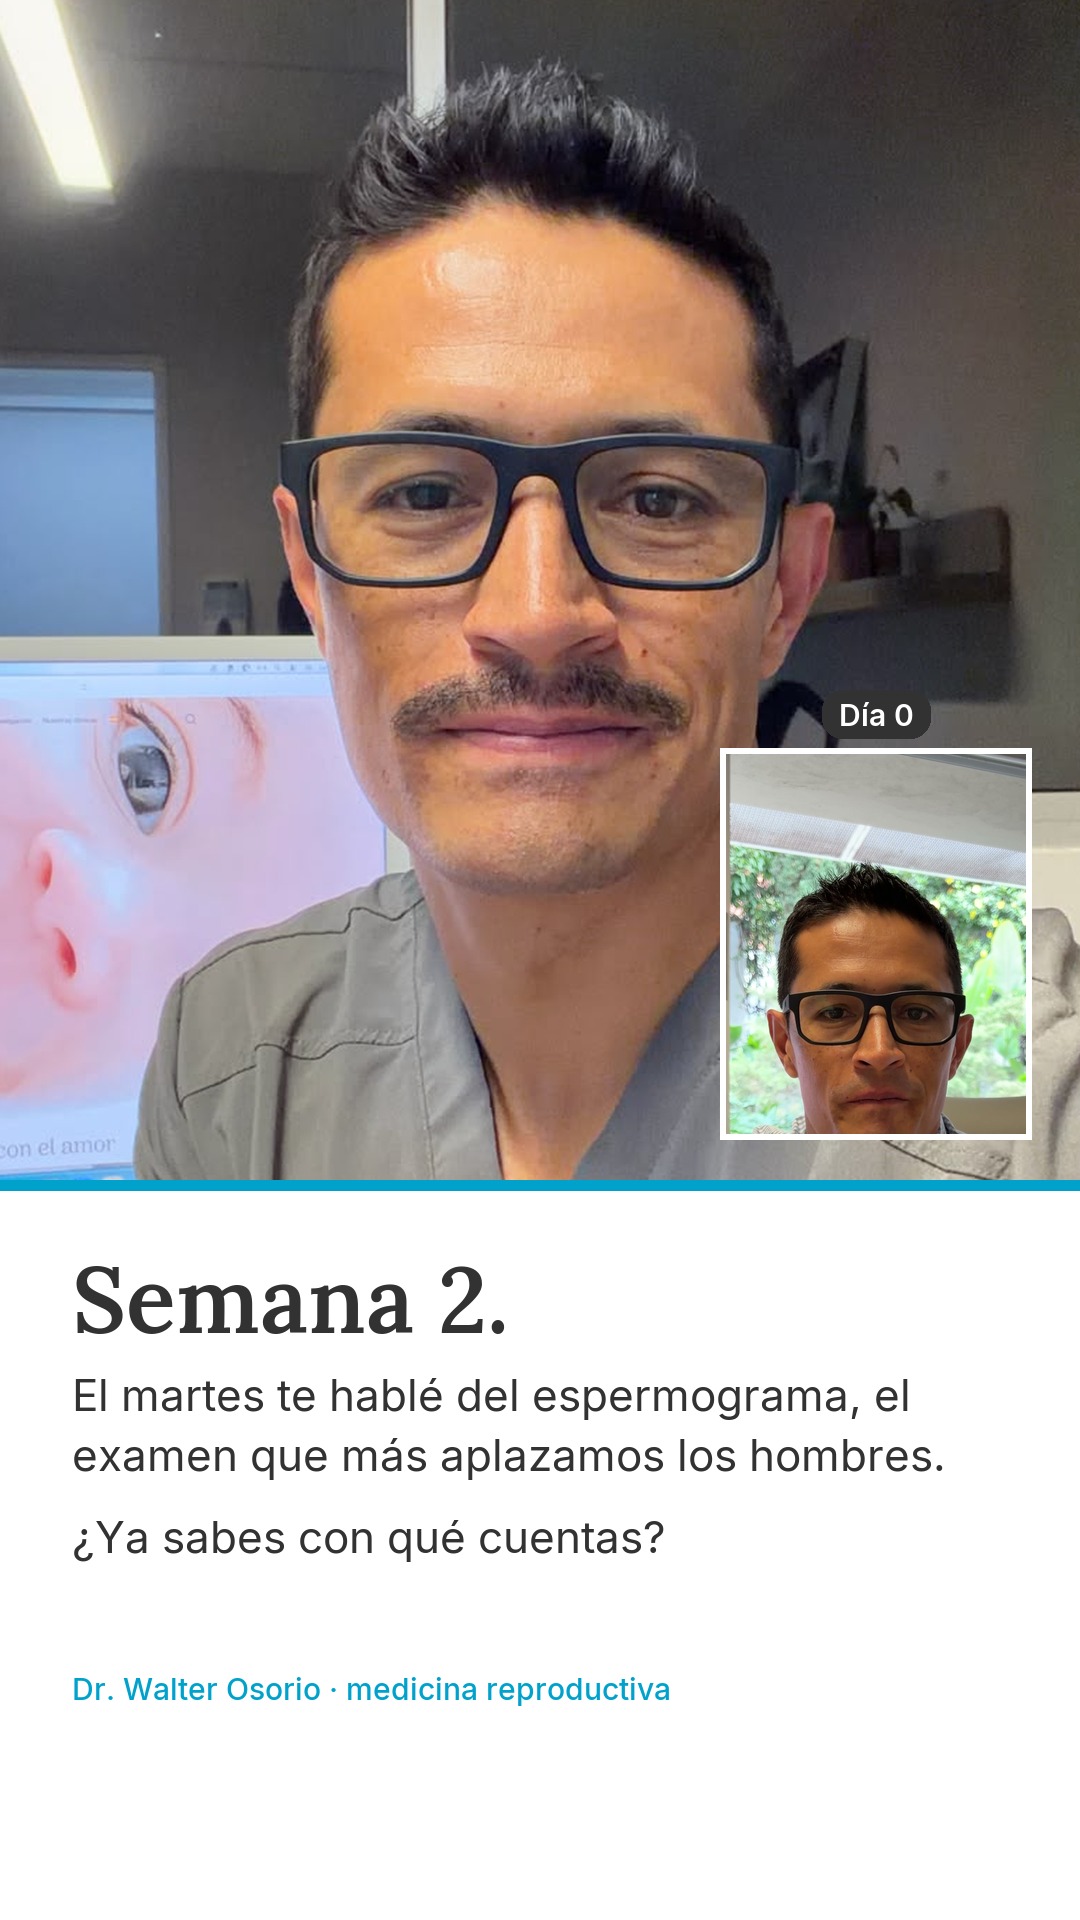 Día 0
con el amor
Semana 2.
El martes te hablé del espermograma, el
examen que más aplazamos los hombres.
¿Ya sabes con qué cuentas?
Dr. Walter Osorio · medicina reproductiva